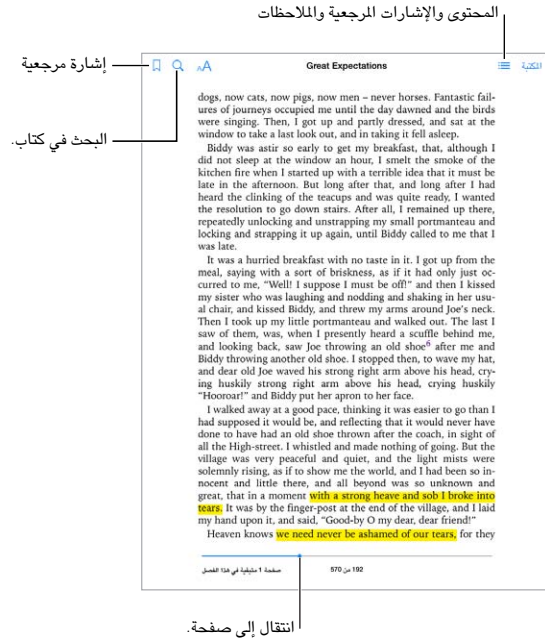 المحتوى والإشارات المرجعية والملاحظات
إشارة مرجعية
البحث في كتاب.
AA
Great Expectations
المكتبة
dogs, now cats, now pigs, now men – never horses. Fantastic fail-
ures of journeys occupied me until the day dawned and the birds
were singing. Then, I got up and partly dressed, and sat at the
window to take a last look out, and in taking it fell asleep.
Biddy was astir so early to get my breakfast, that, although I
did not sleep at the window an hour, I smelt the smoke of the
kitchen fire when I started up with a terrible idea that it must be
late in the afternoon. But long after that, and long after I had
heard the clinking of the teacups and was quite ready, I wanted
the resolution to go down stairs. After all, I remained up there,
repeatedly unlocking and unstrapping my small portmanteau and
locking and strapping it up again, until Biddy called to me that I
was late.
It was a hurried breakfast with no taste in it. I got up from the
meal, saying with a sort of briskness, as if it had only just oc-
curred to me, “Well! I suppose I must be off!” and then I kissed
my sister who was laughing and nodding and shaking in her usu-
al chair, and kissed Biddy, and threw my arms around Joe's neck.
Then I took up my little portmanteau and walked out. The last I
saw of them, was, when I presently heard a scuffle behind me,
and looking back, saw Joe throwing an old shoe6 after me and
Biddy throwing another old shoe. I stopped then, to wave my hat,
and dear old Joe waved his strong right arm above his head, cry-
ing huskily strong right arm above his head, crying huskily
“Hooroar!” and Biddy put her apron to her face.
I walked away at a good pace, thinking it was easier to go than I
had supposed it would be, and reflecting that it would never have
done to have had an old shoe thrown after the coach, in sight of
all the High-street. I whistled and made nothing of going. But the
village was very peaceful and quiet, and the light mists were
solemnly rising, as if to show me the world, and I had been so in-
nocent and little there, and all beyond was so unknown and
great, that in a moment with a strong heave and sob I broke into
tears. It was by the finger-post at the end of the village, and I laid
my hand upon it, and said, “Good-by O my dear, dear friend!”
Heaven knows we need never be ashamed of our tears, for they
192 من 570
صفحة 1 متبقية في هذا الفصل
انتقال إلى صفحة.